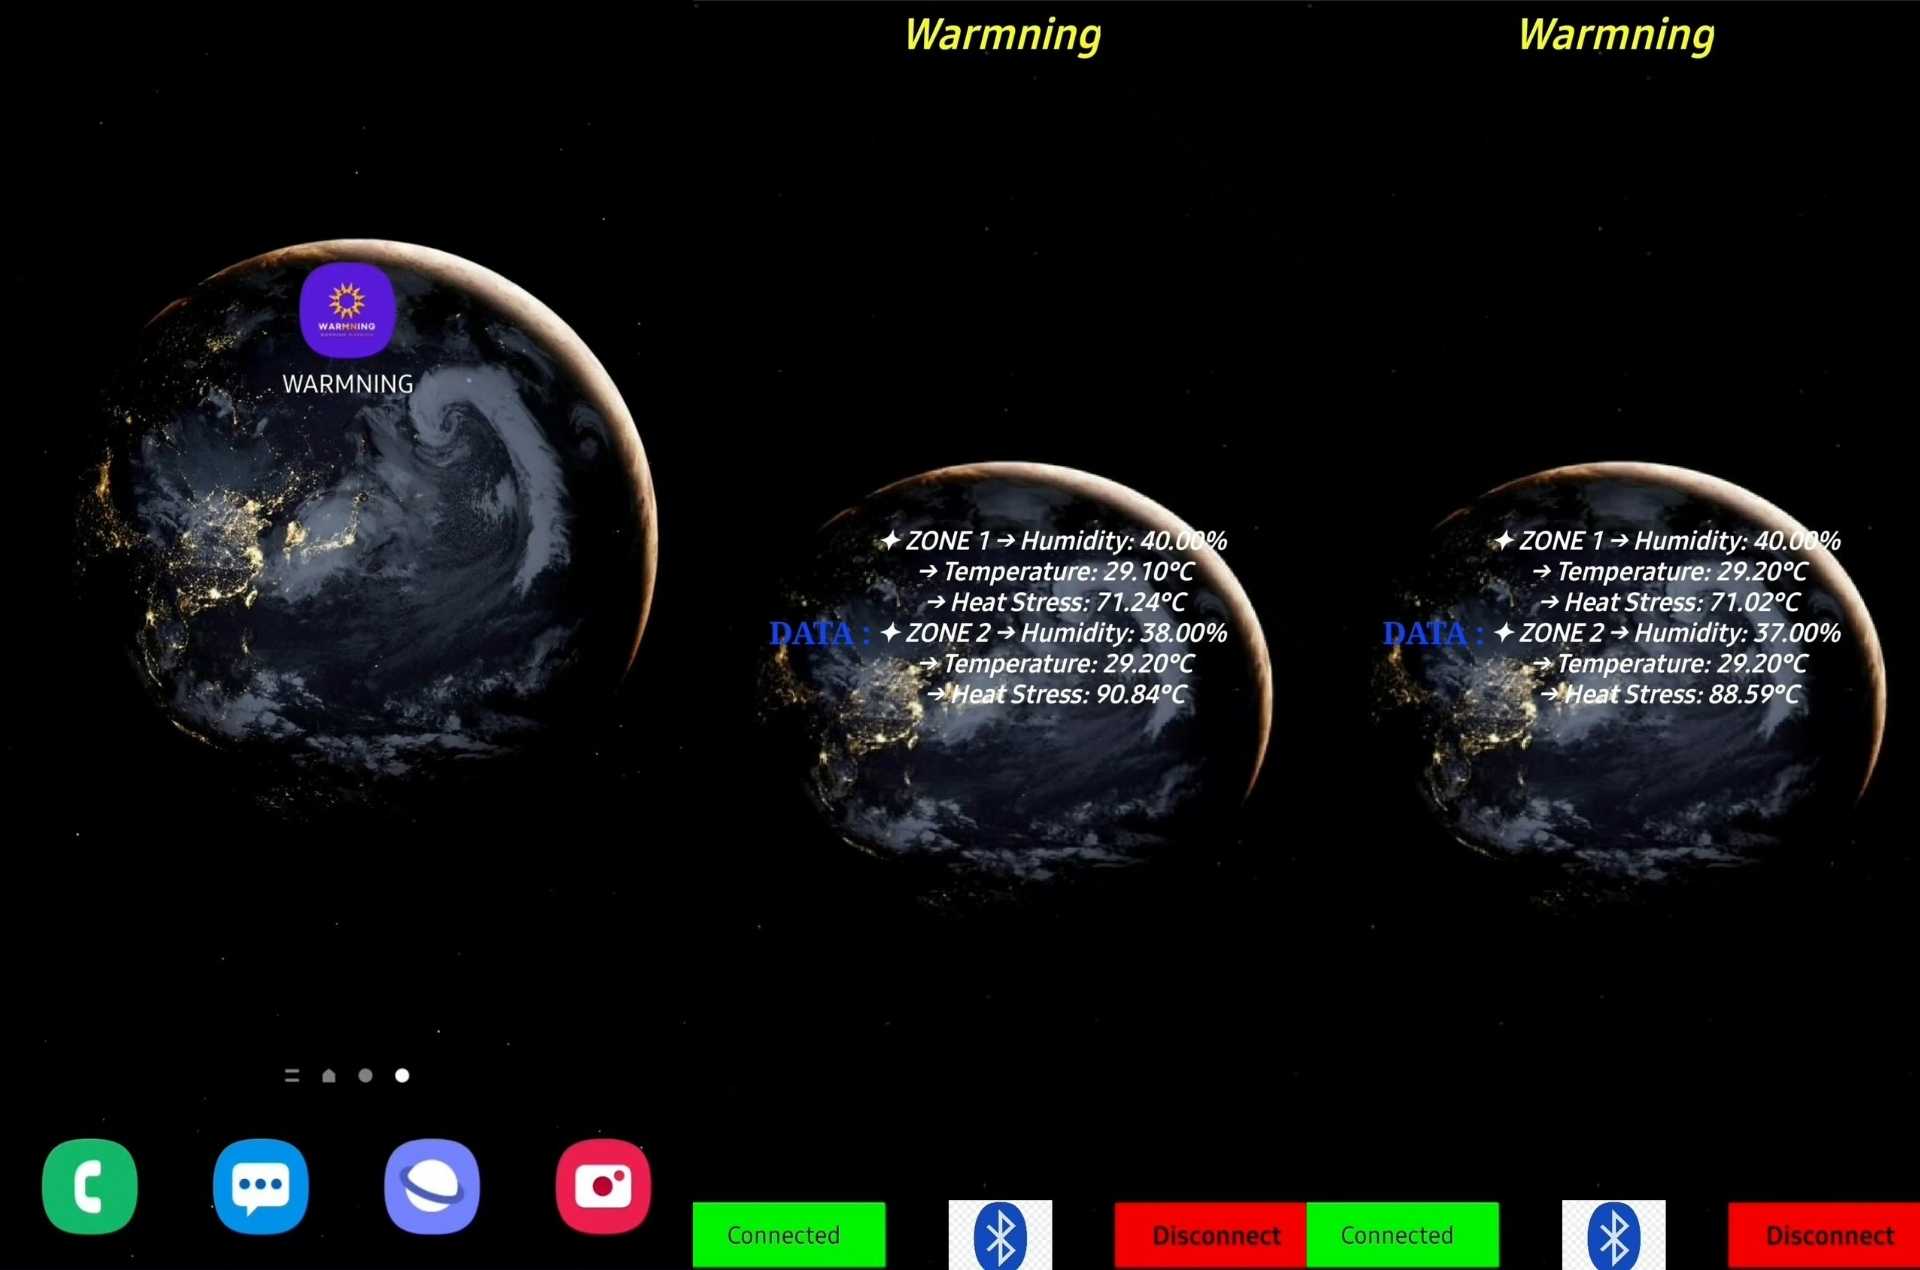 WARMNING
WARMNING
Warmning
✦ ZONE 1 → Humidity: 40.00%
→ Temperature: 29.10°C
→ Heat Stress: 71.24°C
DATA : ✦ ZONE 2 → Humidity: 38.00%
→ Temperature: 29.20°C
→ Heat Stress: 90.84°C
Connected
Disconnect
Warmning
✦ ZONE 1 → Humidity: 40.00%
→ Temperature: 29.20°C
→ Heat Stress: 71.02°C
DATA : ✦ ZONE 2 → Humidity: 37.00%
→ Temperature: 29.20°C
→ Heat Stress: 88.59°C
Connected
Disconnect